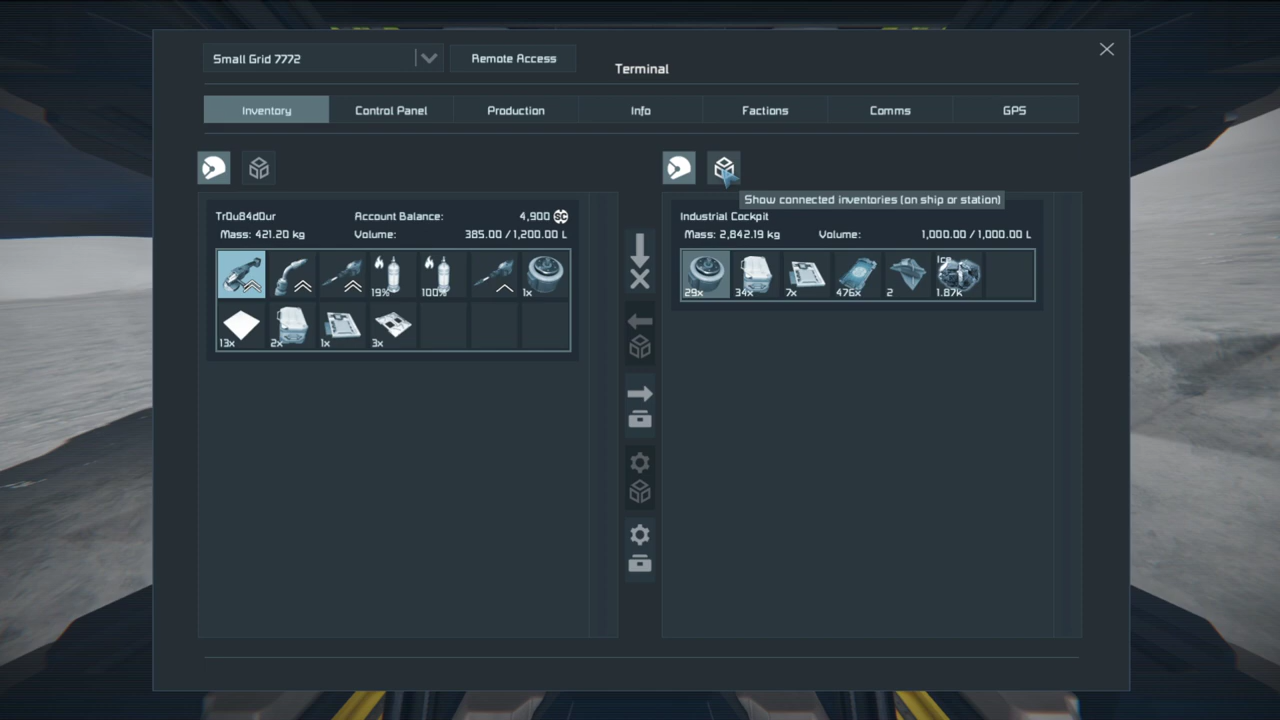 Small Grid 7772
Remote Access
Terminal
Inventory
Control Panel
Production
Info
Factions
Comms
GPS
Show connected inventories (on ship or station)
Tr0u84d0ur
Account Balance:
4,900 SC
Mass: 421.20 kg
Volume:
385.00 / 1,200.00 L
19%
100%
1x
13x
2x
1x
3x
Industrial Cockpit
Mass: 2,842.19 kg
Volume:
1,000.00 / 1,000.00 L
Ice
29x
34x
7x
476x
2
1.87k